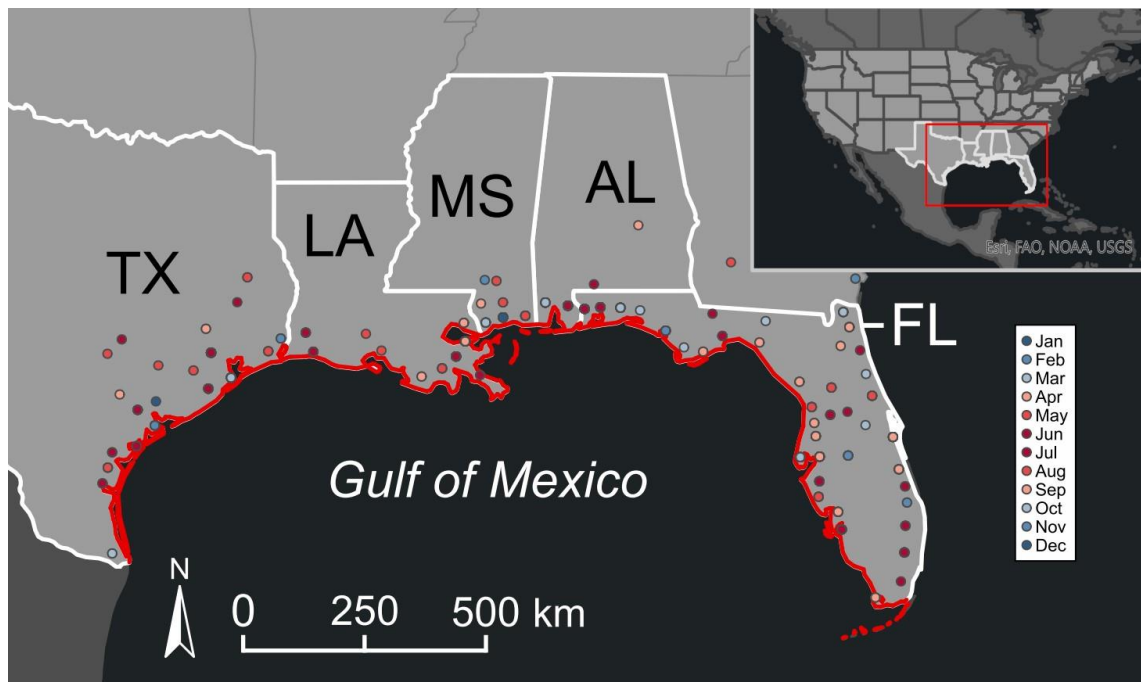 Esri, FAO, NOAA, USGS
TX
LA
MS
AL
FL
Jan
Feb
Mar
Apr
May
Jun
Jul
Aug
Sep
Oct
Nov
Dec
Gulf of Mexico
N
0 250 500 km